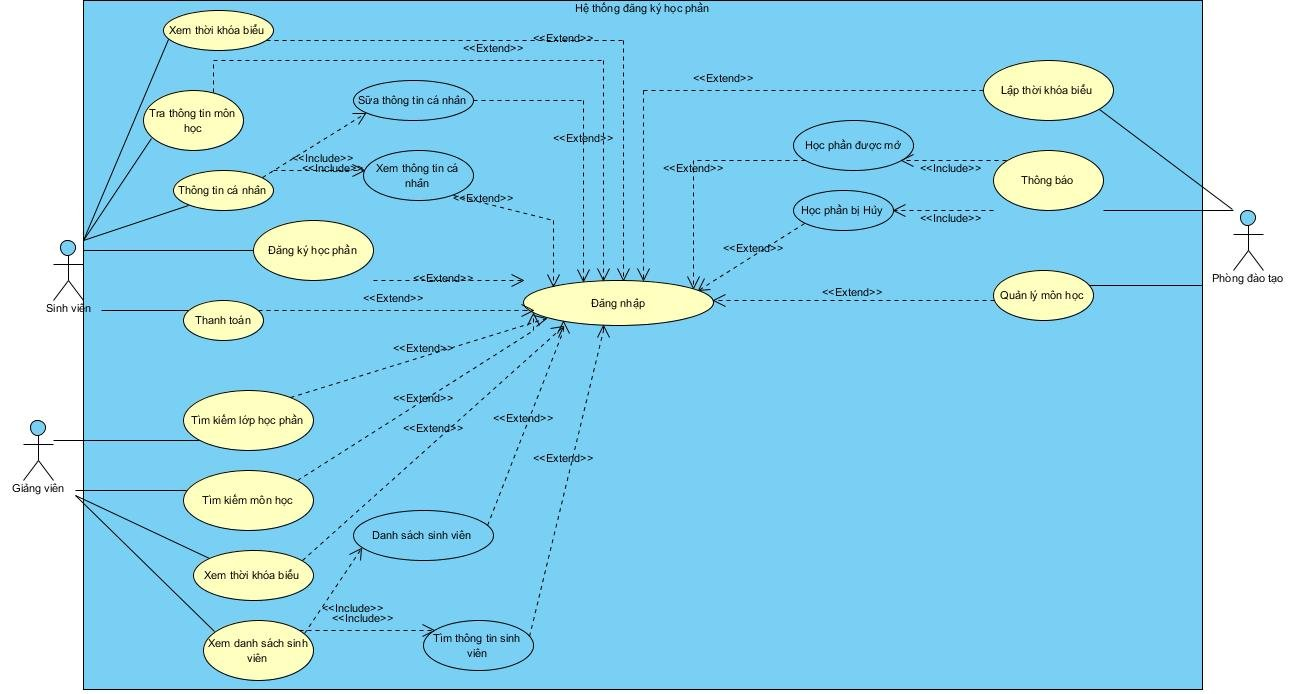 Hệ thống đăng ký học phần
Xem thời khóa biểu
<<Extend>>
<<Extend>>
Tra thông tin môn
học
Sữa thông tin cá nhân
<<Extend>>
Lập thời khóa biểu
<<Extend>>
Học phần được mở
<<Include>>
<<Include>>
Xem thông tin cá
nhân
<<Extend>>
<<Include>>
Thông báo
Thông tin cá nhân
<<Extend>>
Học phần bị Hủy
<<Include>>
Đăng ký học phần
<<Extend>>
Phòng đào tạo
<<Extend>>
Sinh viên
<<Extend>>
Đăng nhập
<<Extend>>
Quản lý môn học
Thanh toán
<<Extend>>
Tìm kiếm lớp học phần
<<Extend>>
<<Extend>>
<<Extend>>
<<Extend>>
Giảng viên
Tìm kiếm môn học
Danh sách sinh viên
Xem thời khóa biểu
<<Include>>
<<Include>>
Xem danh sách sinh
viên
Tìm thông tin sinh
viên